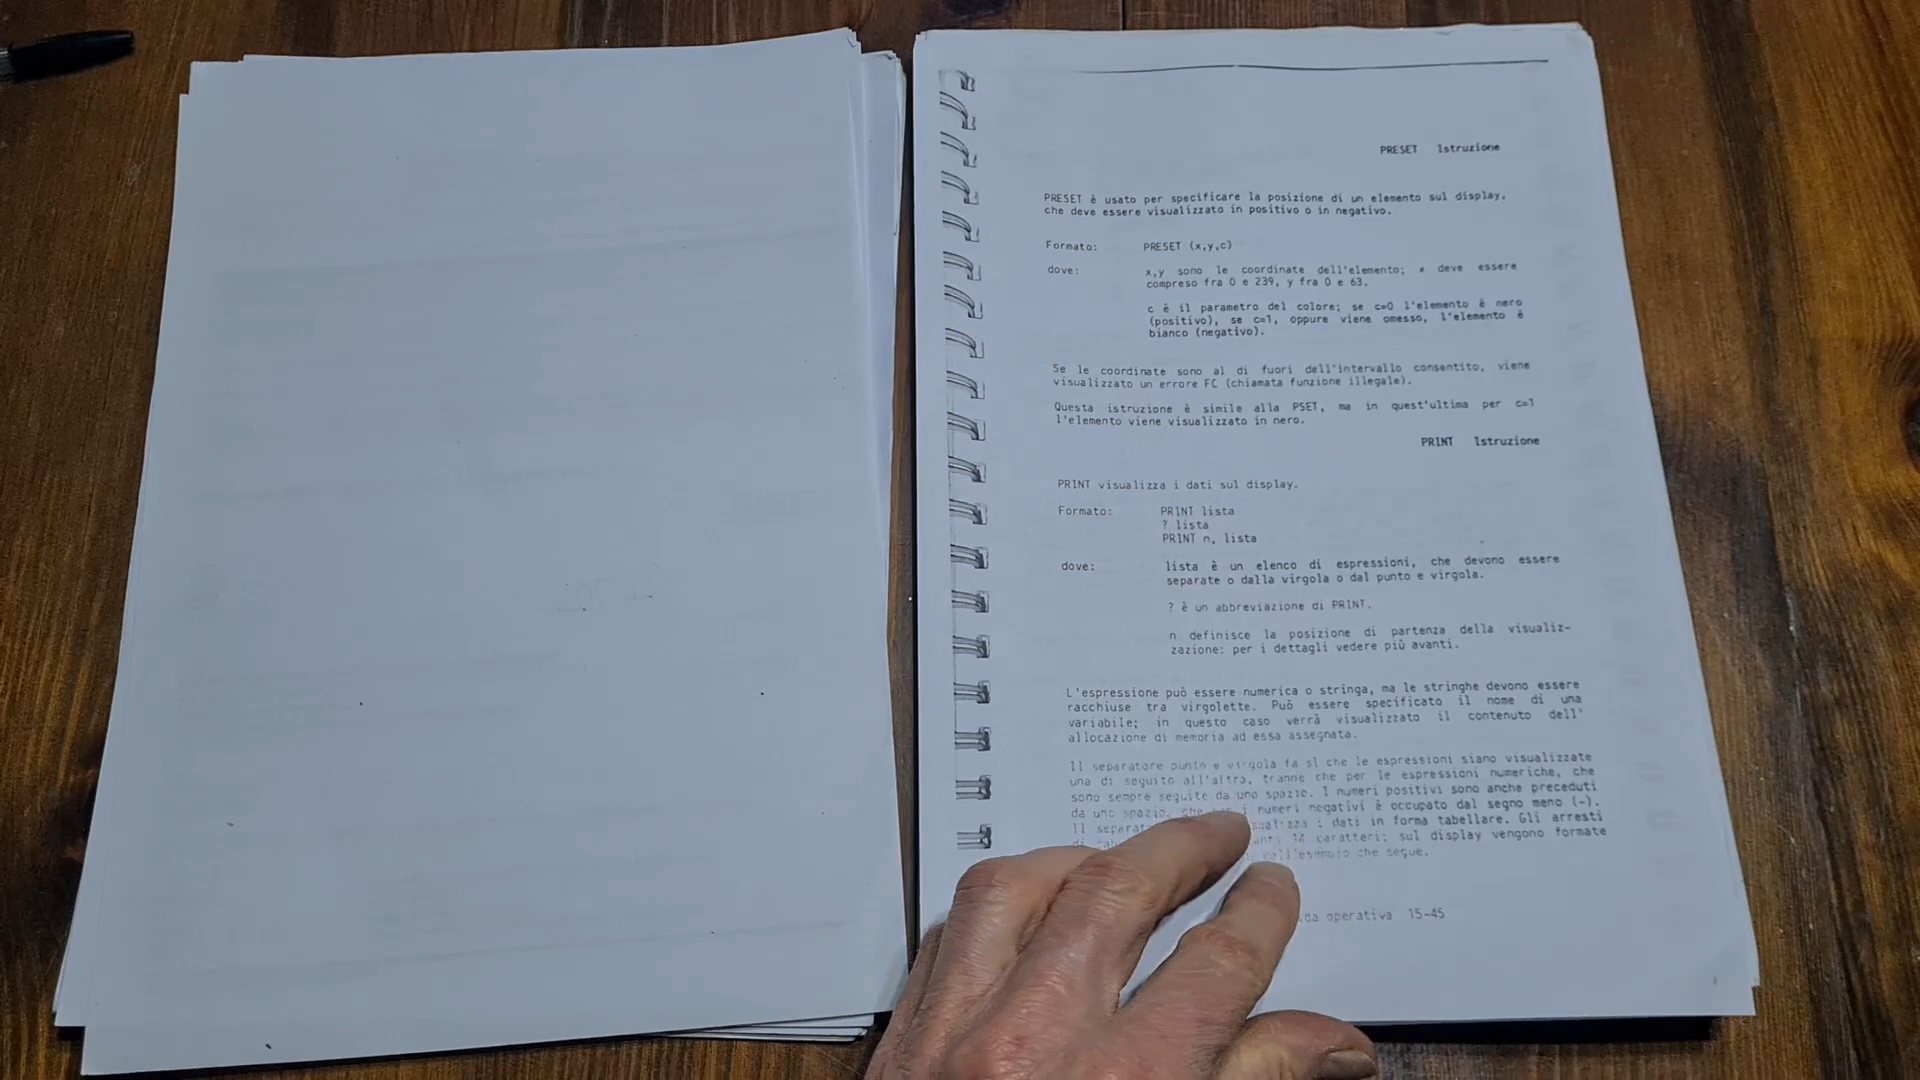 PRESET Istruzione
PRESET è usato per specificare la posizione di un elemento sul display,
che deve essere visualizzato in positivo o in negativo.
Formato: PRESET (x,y,c)
dove: x,y sono le coordinate dell'elemento; x deve essere
compreso fra 0 e 239, y fra 0 e 63.
c è il parametro del colore; se c=0 l'elemento è nero
(positivo), se c=1, oppure viene omesso, l'elemento è
bianco (negativo).
Se le coordinate sono al di fuori dell'intervallo consentito, viene
visualizzato un errore FC (chiamata funzione illegale).
Questa istruzione è simile alla PSET, ma in quest'ultima per c=1
l'elemento viene visualizzato in nero.
PRINT Istruzione
PRINT visualizza i dati sul display.
Formato: PRINT lista
? lista
PRINT n, lista
dove: lista è un elenco di espressioni, che devono essere
separate o dalla virgola o dal punto e virgola.
? è un abbreviazione di PRINT.
n definisce la posizione di partenza della visualiz-
zazione: per i dettagli vedere più avanti.
L'espressione può essere numerica o stringa, ma le stringhe devono essere
racchiuse tra virgolette. Può essere specificato il nome di una
variabile; in questo caso verrà visualizzato il contenuto dell'
allocazione di memoria ad essa assegnata.
Il separatore punto e virgola fa sì che le espressioni siano visualizzate
una di seguito all'altra, tranne che per le espressioni numeriche, che
sono sempre seguite da uno spazio. I numeri positivi sono anche preceduti
da uno spazio, che i numeri negativi è occupato dal segno meno (-).
Il i dati in forma tabellare. Gli arresti
di 14 caratteri; sul display vengono formate
nell'esempio che segue.
operativa 15-45